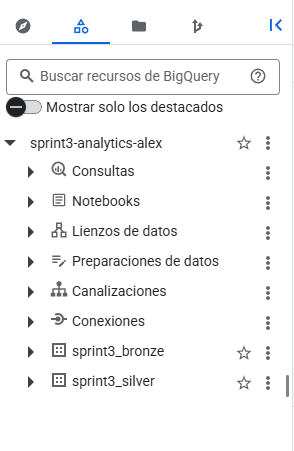 Buscar recursos de BigQuery
Mostrar solo los destacados
sprint3-analytics-alex
Consultas
Notebooks
Lienzos de datos
Preparaciones de datos
Canalizaciones
Conexiones
sprint3_bronze
sprint3_silver